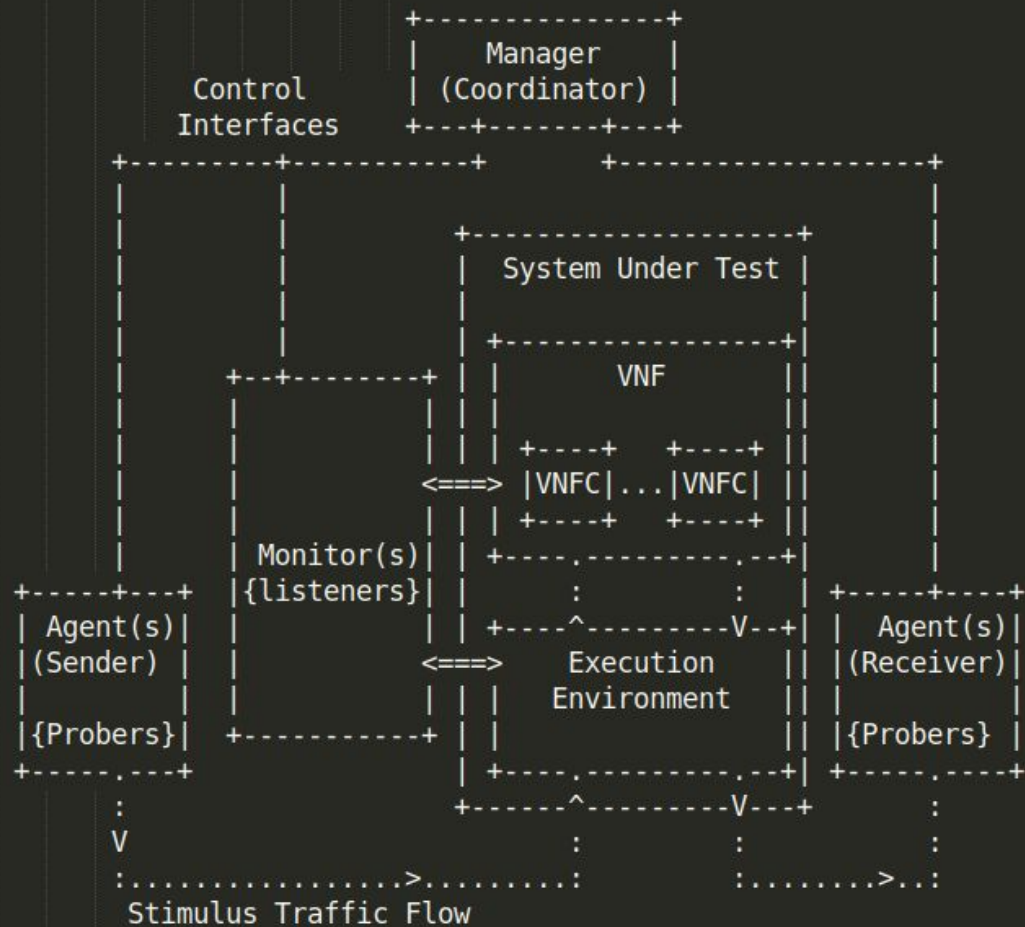 Manager
Control (Coordinator)
Interfaces
System Under Test
VNF
VNFC ... VNFC
Monitor(s)
{listeners}
Agent(s) Agent(s)
(Sender) Execution (Receiver)
Environment
{Probers} {Probers}
Stimulus Traffic Flow